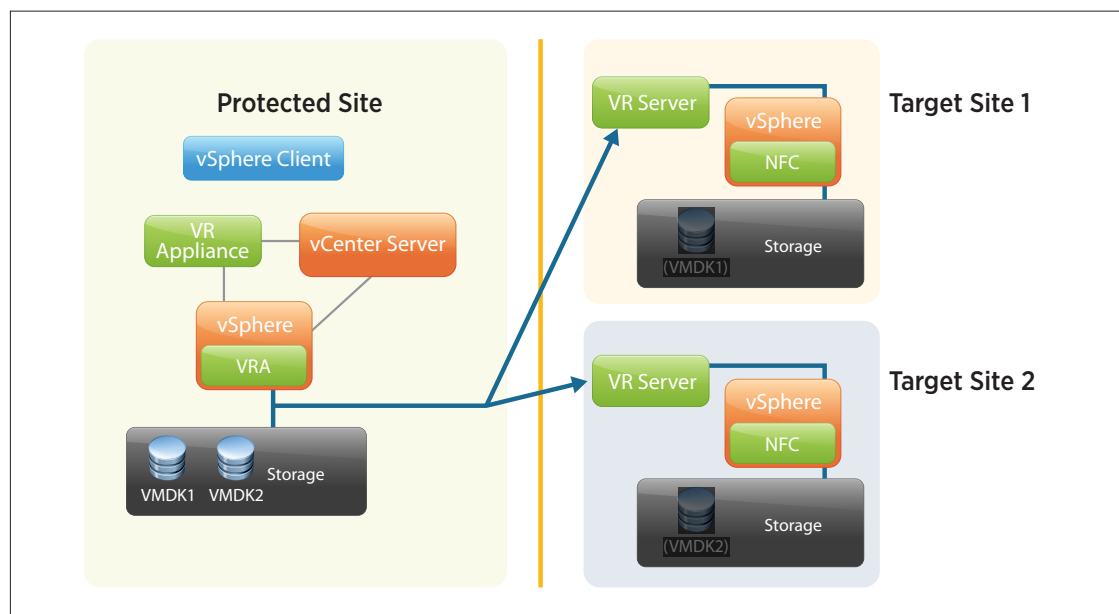 Protected Site
vSphere Client
VR
Appliance
vCenter Server
vSphere
VRA
Storage
VMDK1
VMDK2
VR Server
vSphere
NFC
Target Site 1
Storage
(VMDK1)
VR Server
vSphere
NFC
Target Site 2
Storage
(VMDK2)